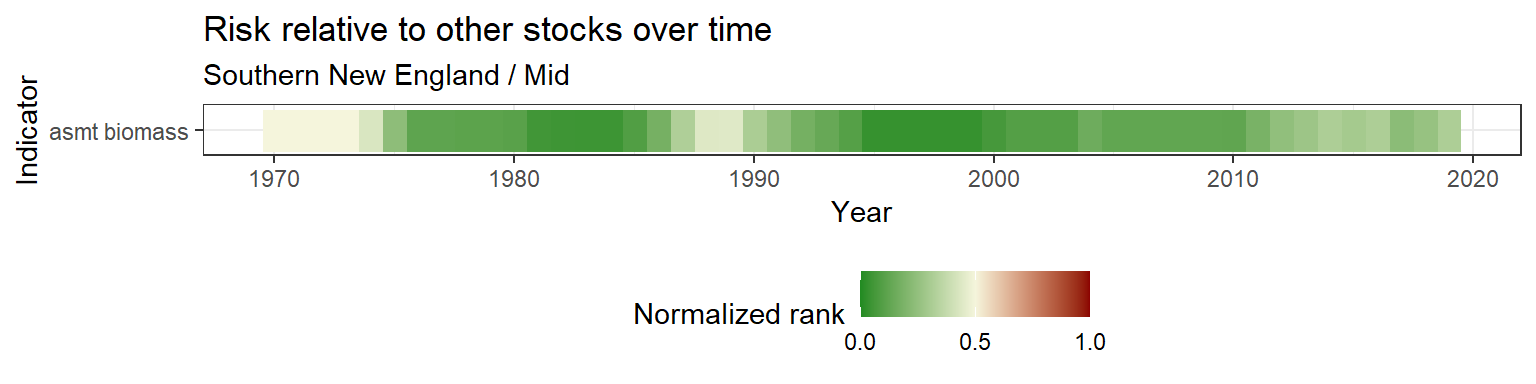 Risk relative to other stocks over time
Southern New England / Mid
Indicator
asmt biomass
1970 1980 1990 2000 2010 2020
Year
Normalized rank
0.0 0.5 1.0